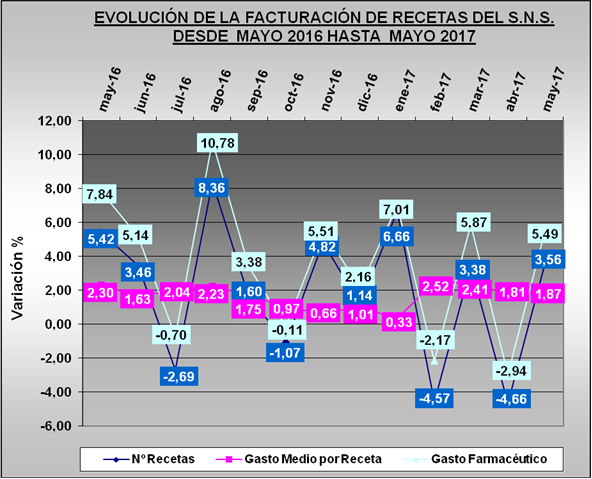 EVOLUCIÓN DE LA FACTURACIÓN DE RECETAS DEL S.N.S.
DESDE MAYO 2016 HASTA MAYO 2017
may-16
jun-16
jul-16
ago-16
sep-16
oct-16
nov-16
dic-16
ene-17
feb-17
mar-17
abr-17
may-17
Variación %
12,00
10,00
8,00
6,00
4,00
2,00
0,00
-2,00
-4,00
-6,00
7,84
5,14
-0,70
10,78
3,38
-0,11
5,51
2,16
7,01
-2,17
5,87
-2,94
5,49
5,42
3,46
-2,69
8,36
1,60
-1,07
4,82
1,14
6,66
-4,57
3,38
-4,66
3,56
2,30
1,63
2,04
2,23
1,75
0,97
0,66
1,01
0,33
2,52
2,41
1,81
1,87
Nº Recetas
Gasto Medio por Receta
Gasto Farmacéutico